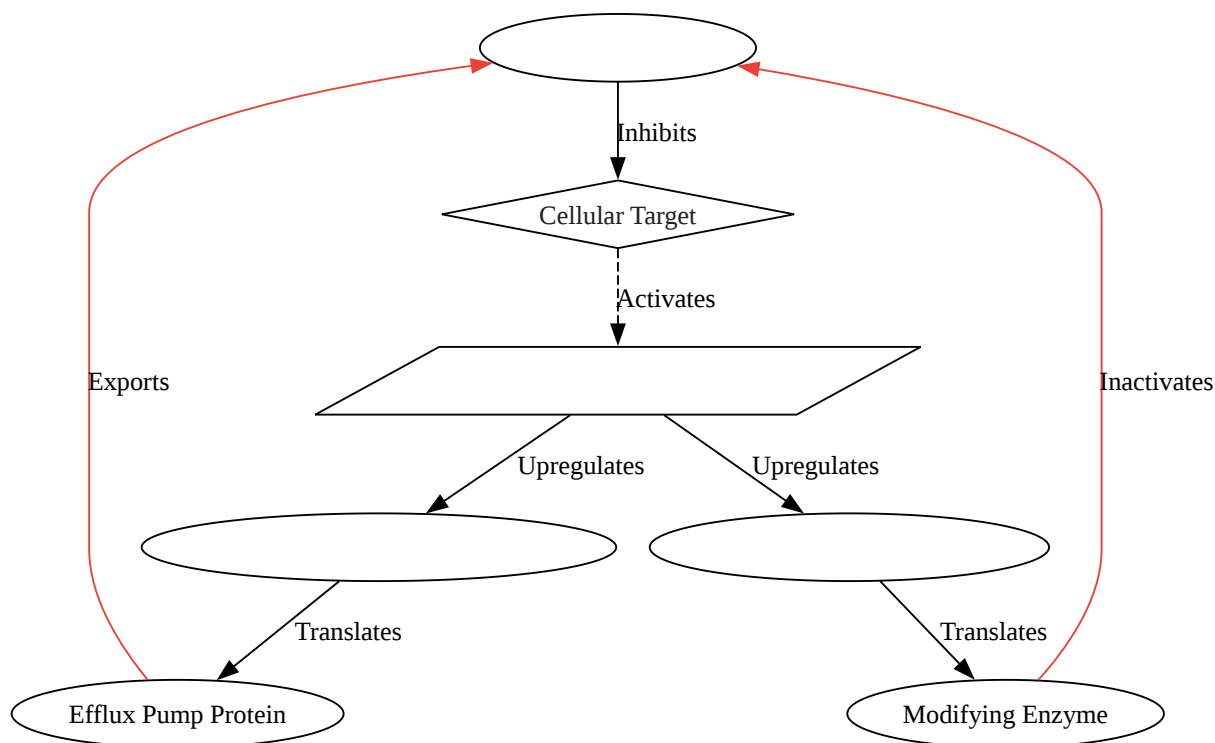 Inhibits
Cellular Target
Activates
Exports
Inactivates
Upregulates
Upregulates
Translates
Translates
Efflux Pump Protein
Modifying Enzyme